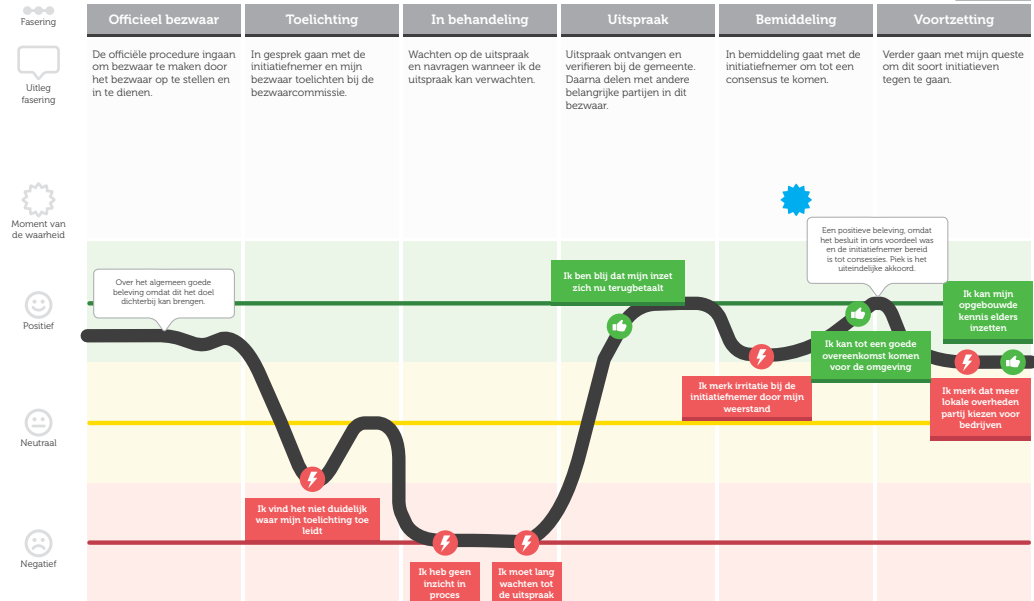 Fasering
Officieel bezwaar
Toelichting
In behandeling
Uitspraak
Bemiddeling
Voortzetting
Uitleg
fasering
De officiële procedure ingaan
om bezwaar te maken door
het bezwaar op te stellen en
in te dienen.
In gesprek gaan met de
initiatiefnemer en mijn
bezwaar toelichten bij de
bezwaarcommissie.
Wachten op de uitspraak
en navragen wanneer ik de
uitspraak kan verwachten.
Uitspraak ontvangen en
verifieren bij de gemeente.
Daarna delen met andere
belangrijke partijen in dit
bezwaar.
In bemiddeling gaat met de
initiatiefnemer om tot een
consensus te komen.
Verder gaan met mijn queste
om dit soort initiatieven
tegen te gaan.
Moment van
de waarheid
Een positieve beleving, omdat
het besluit in ons voordeel was
en de initiatiefnemer bereid
is tot consessies. Piek is het
uiteindelijke akkoord.
Over het algemeen goede
beleving omdat dit het doel
dichterbij kan brengen.
Ik ben blij dat mijn inzet
zich nu terugbetaalt
Ik kan mijn
opgebouwde
kennis elders
inzetten
Positief
Ik kan tot een goede
overeenkomst komen
voor de omgeving
Ik merk irritatie bij de
initiatiefnemer door mijn
weerstand
Ik merk dat meer
lokale overheden
partij kiezen voor
bedrijven
Neutraal
Ik vind het niet duidelijk
waar mijn toelichting toe
leidt
Negatief
Ik heb geen
inzicht in
proces
Ik moet lang
wachten tot
de uitspraak